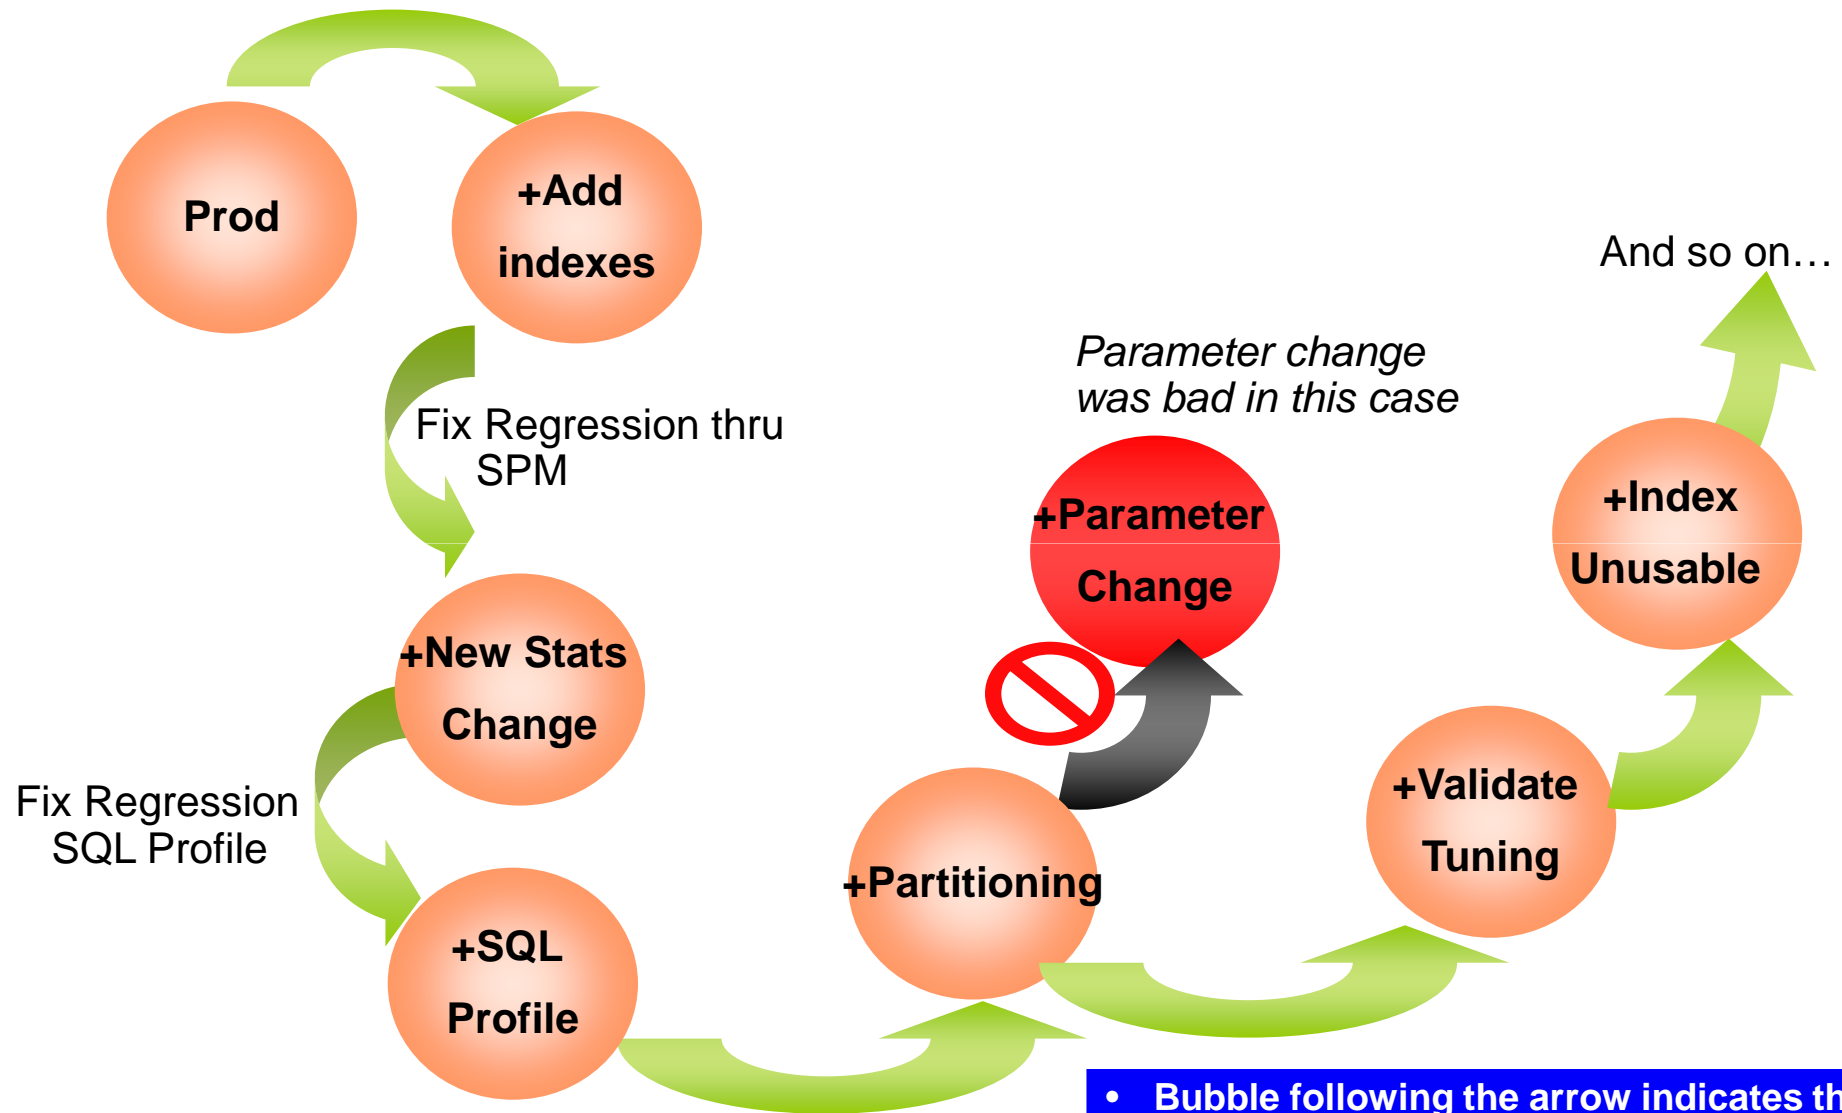 Prod
+Add
indexes
Fix Regression thru
SPM
+New Stats
Change
Fix Regression
SQL Profile
+SQL
Profile
+Partitioning
Parameter change
was bad in this case
+Parameter
Change
+Validate
Tuning
+Index
Unusable
And so on…
• Bubble following the arrow indicates